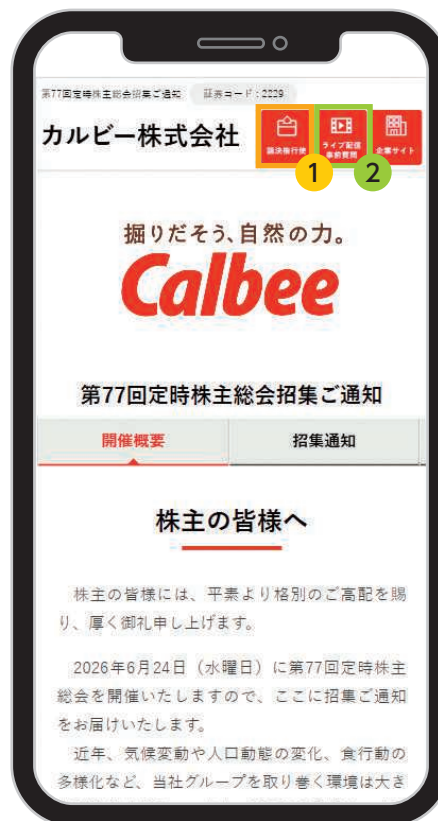 第77回定時株主総会招集ご通知 証券コード：2229
カルビー株式会社
議決権行使
ライブ配信
事前質問
企業サイト
1
2
掘りだそう、自然の力。
Calbee
第77回定時株主総会招集ご通知
開催概要 招集通知
株主の皆様へ
株主の皆様には、平素より格別のご高配を賜
り、厚く御礼申し上げます。
2026年6月24日（水曜日）に第77回定時株主
総会を開催いたしますので、ここに招集ご通知
をお届けいたします。
近年、気候変動や人口動態の変化、食行動の
多様化など、当社グループを取り巻く環境は大き